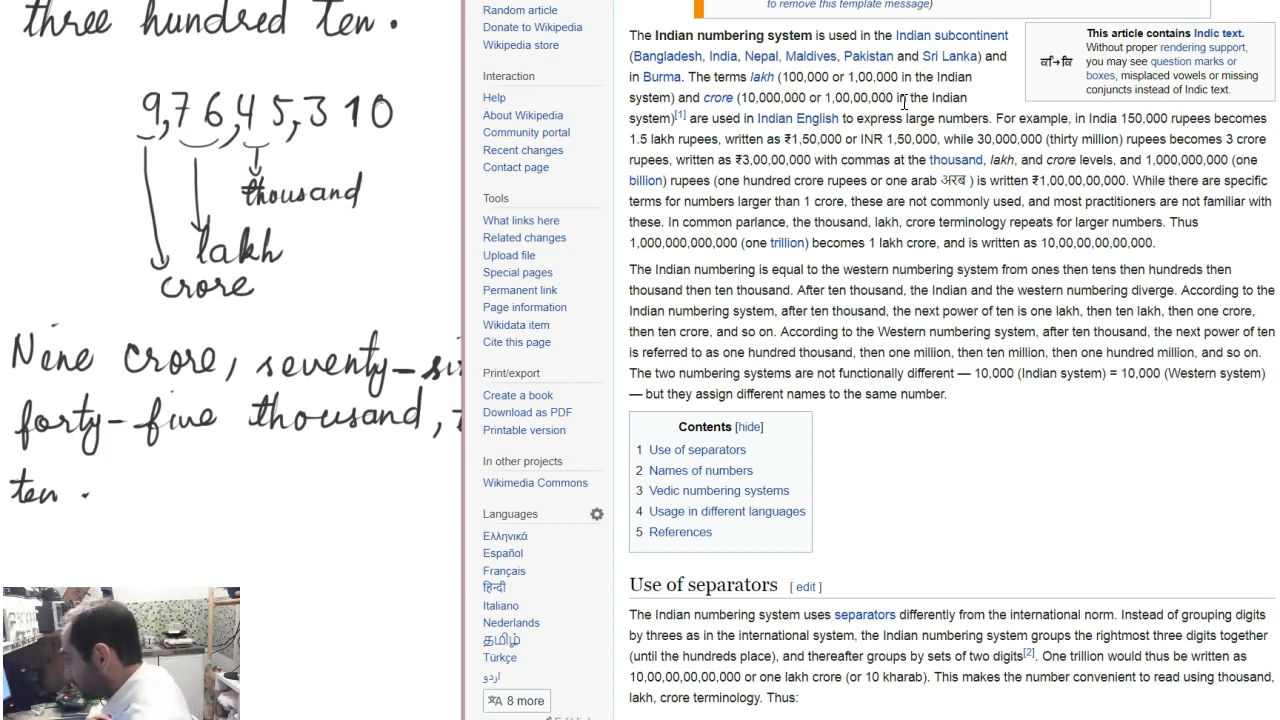 three hundred ten.
9,76,45,310
thousand
lakh
crore
Nine crore, seventy-si
forty-five thousand,
ten.
Random article
Donate to Wikipedia
Wikipedia store
Interaction
Help
About Wikipedia
Community portal
Recent changes
Contact page
Tools
What links here
Related changes
Upload file
Special pages
Permanent link
Page information
Wikidata item
Cite this page
Print/export
Create a book
Download as PDF
Printable version
In other projects
Wikimedia Commons
Languages
Ελληνικά
Español
Français
हिन्दी
Italiano
Nederlands
தமிழ்
Türkçe
اردو
8 more
to remove this template message)
The Indian numbering system is used in the Indian subcontinent
(Bangladesh, India, Nepal, Maldives, Pakistan and Sri Lanka) and
in Burma. The terms lakh (100,000 or 1,00,000 in the Indian
system) and crore (10,000,000 or 1,00,00,000 in the Indian
system)[1] are used in Indian English to express large numbers. For example, in India 150,000 rupees becomes
1.5 lakh rupees, written as ₹1,50,000 or INR 1,50,000, while 30,000,000 (thirty million) rupees becomes 3 crore
rupees, written as ₹3,00,00,000 with commas at the thousand, lakh, and crore levels, and 1,000,000,000 (one
billion) rupees (one hundred crore rupees or one arab अरब ) is written ₹1,00,00,00,000. While there are specific
terms for numbers larger than 1 crore, these are not commonly used, and most practitioners are not familiar with
these. In common parlance, the thousand, lakh, crore terminology repeats for larger numbers. Thus
1,000,000,000,000 (one trillion) becomes 1 lakh crore, and is written as 10,00,00,00,00,000.
This article contains Indic text.
Without proper rendering support,
you may see question marks or
boxes, misplaced vowels or missing
conjuncts instead of Indic text.
The Indian numbering is equal to the western numbering system from ones then tens then hundreds then
thousand then ten thousand. After ten thousand, the Indian and the western numbering diverge. According to the
Indian numbering system, after ten thousand, the next power of ten is one lakh, then ten lakh, then one crore,
then ten crore, and so on. According to the Western numbering system, after ten thousand, the next power of ten
is referred to as one hundred thousand, then one million, then ten million, then one hundred million, and so on.
The two numbering systems are not functionally different — 10,000 (Indian system) = 10,000 (Western system)
— but they assign different names to the same number.
Contents [hide]
1 Use of separators
2 Names of numbers
3 Vedic numbering systems
4 Usage in different languages
5 References
Use of separators [ edit ]
The Indian numbering system uses separators differently from the international norm. Instead of grouping digits
by threes as in the international system, the Indian numbering system groups the rightmost three digits together
(until the hundreds place), and thereafter groups by sets of two digits[2]. One trillion would thus be written as
10,00,00,00,00,000 or one lakh crore (or 10 kharab). This makes the number convenient to read using thousand,
lakh, crore terminology. Thus: